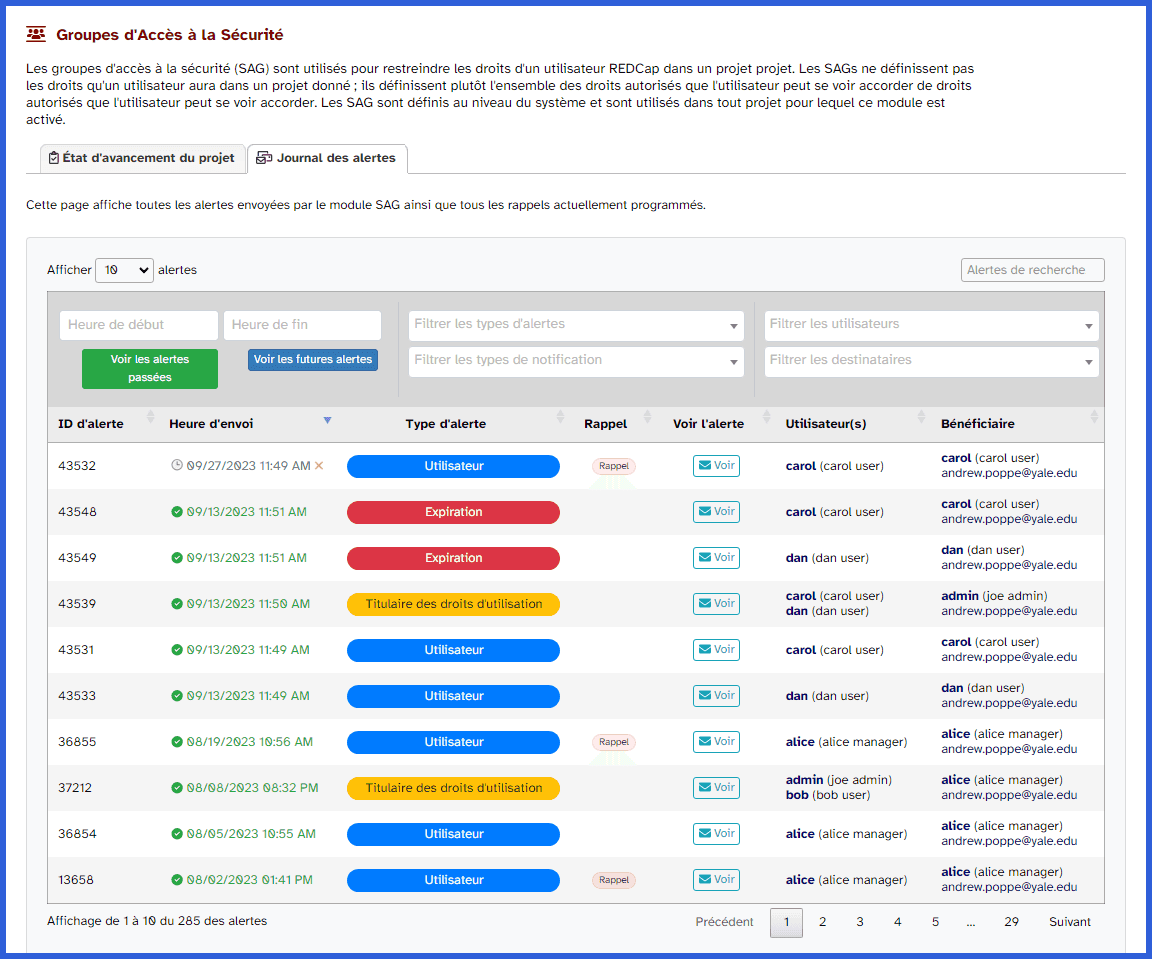 Groupes d'Accès à la Sécurité
Les groupes d'accès à la sécurité (SAG) sont utilisés pour restreindre les droits d'un utilisateur REDCap dans un projet projet. Les SAGs ne définissent pas
les droits qu'un utilisateur aura dans un projet donné ; ils définissent plutôt l'ensemble des droits autorisés que l'utilisateur peut se voir accorder de droits
autorisés que l'utilisateur peut se voir accorder. Les SAG sont définis au niveau du système et sont utilisés dans tout projet pour lequel ce module est
activé.
État d'avancement du projet Journal des alertes
Cette page affiche toutes les alertes envoyées par le module SAG ainsi que tous les rappels actuellement programmés.
Afficher 10 alertes Alertes de recherche
Heure de début Heure de fin Filtrer les types d'alertes Filtrer les utilisateurs
Voir les alertes
passées
Voir les futures alertes Filtrer les types de notification Filtrer les destinataires
ID d'alerte Heure d'envoi Type d'alerte Rappel Voir l'alerte Utilisateur(s) Bénéficiaire
43532 09/27/2023 11:49 AM Utilisateur Rappel Voir carol (carol user) carol (carol user)
andrew.poppe@yale.edu
43548 09/13/2023 11:51 AM Expiration Voir carol (carol user) carol (carol user)
andrew.poppe@yale.edu
43549 09/13/2023 11:51 AM Expiration Voir dan (dan user) dan (dan user)
andrew.poppe@yale.edu
43539 09/13/2023 11:50 AM Titulaire des droits d'utilisation Voir carol (carol user) admin (joe admin)
dan (dan user) andrew.poppe@yale.edu
43531 09/13/2023 11:49 AM Utilisateur Voir carol (carol user) carol (carol user)
andrew.poppe@yale.edu
43533 09/13/2023 11:49 AM Utilisateur Voir dan (dan user) dan (dan user)
andrew.poppe@yale.edu
36855 08/19/2023 10:56 AM Utilisateur Rappel Voir alice (alice manager) alice (alice manager)
andrew.poppe@yale.edu
37212 08/08/2023 08:32 PM Titulaire des droits d'utilisation Voir admin (joe admin) alice (alice manager)
bob (bob user) andrew.poppe@yale.edu
36854 08/05/2023 10:55 AM Utilisateur Voir alice (alice manager) alice (alice manager)
andrew.poppe@yale.edu
13658 08/02/2023 01:41 PM Utilisateur Rappel Voir alice (alice manager) alice (alice manager)
andrew.poppe@yale.edu
Affichage de 1 à 10 du 285 des alertes Précédent 1 2 3 4 5 ... 29 Suivant